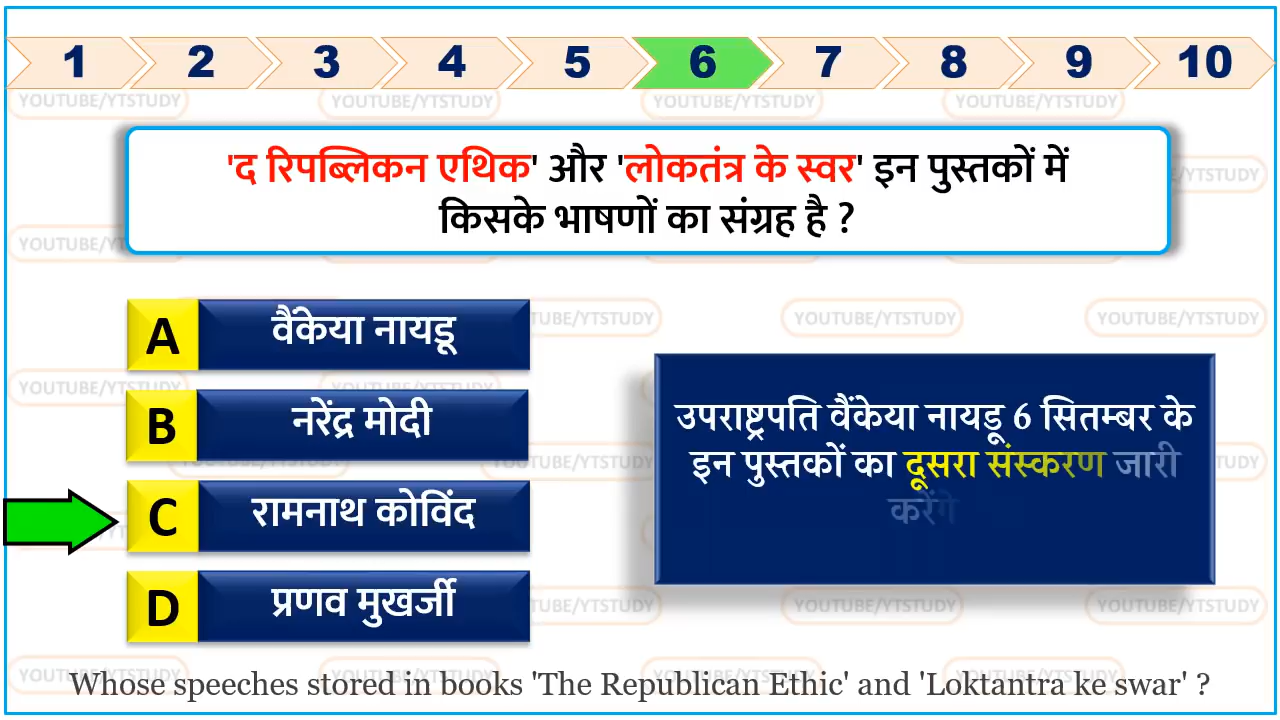 1 2 3 4 5 6 7 8 9 10
'द रिपब्लिकन एथिक' और 'लोकतंत्र के स्वर' इन पुस्तकों में
किसके भाषणों का संग्रह है ?
A वैंकेया नायडू
B नरेंद्र मोदी
C रामनाथ कोविंद
D प्रणव मुखर्जी
उपराष्ट्रपति वैंकेया नायडू 6 सितम्बर के
इन पुस्तकों का दूसरा संस्करण जारी
करेंगे
Whose speeches stored in books 'The Republican Ethic' and 'Loktantra ke swar' ?
YOUTUBE/YTSTUDY